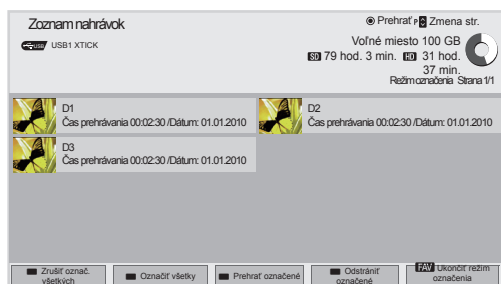 Zoznam nahrávok
Prehrať P Zmena str.
USB USB1 XTICK
Voľné miesto 100 GB
SD 79 hod. 3 min. HD 31 hod.
37 min.
Režim označenia Strana 1/1
D1
Čas prehrávania 00:02:30 /Dátum: 01.01.2010
D2
Čas prehrávania 00:02:30 /Dátum: 01.01.2010
D3
Čas prehrávania 00:02:30 /Dátum: 01.01.2010
Zrušiť označ.
všetkých
Označiť všetky
Prehrať označené
Odstrániť
označené
FAV Ukončiť režim
označenia